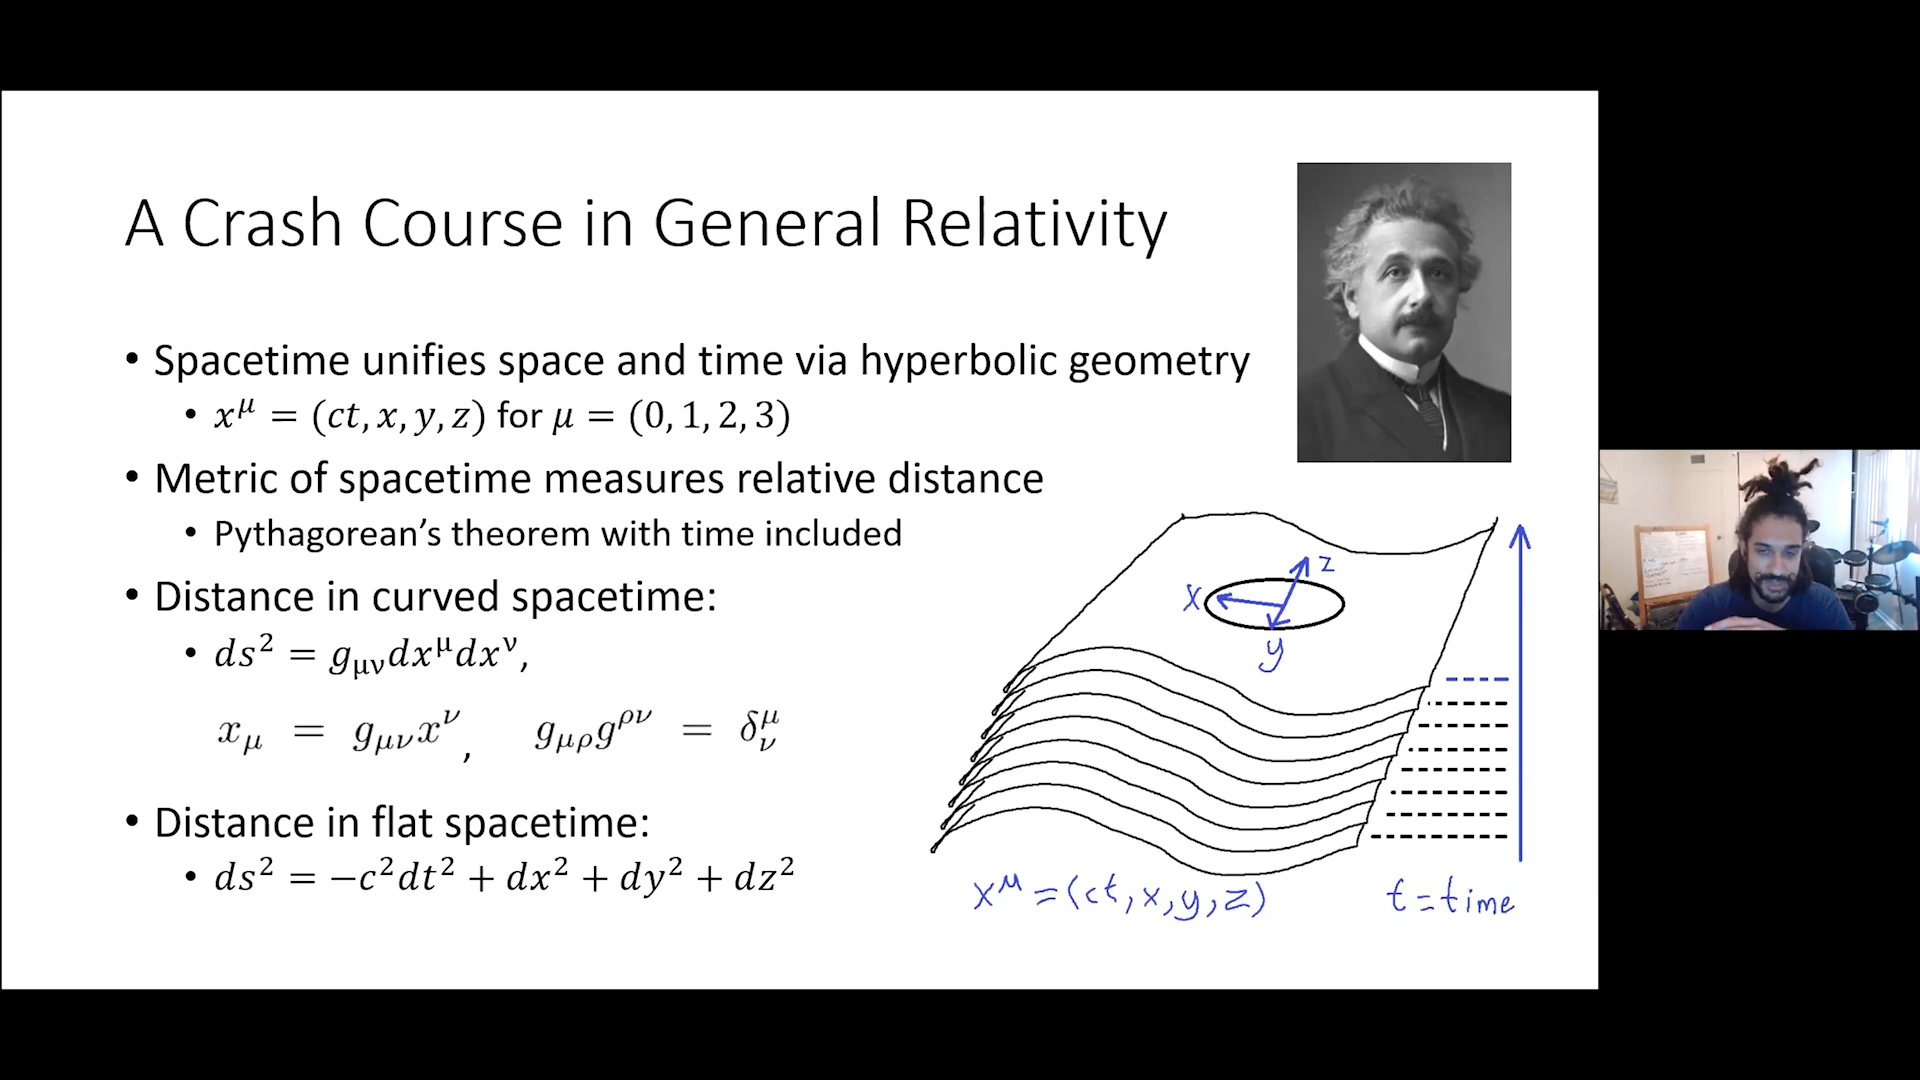 A Crash Course in General Relativity
• Spacetime unifies space and time via hyperbolic geometry
• x^μ = (ct, x, y, z) for μ = (0, 1, 2, 3)
• Metric of spacetime measures relative distance
• Pythagorean’s theorem with time included
• Distance in curved spacetime:
• ds² = g_μν dx^μ dx^ν,
x_μ = g_μν x^ν, g_μρ g^ρν = δ^μ_ν
• Distance in flat spacetime:
• ds² = −c²dt² + dx² + dy² + dz²
z
x
y
x^μ = (ct, x, y, z)
t = time